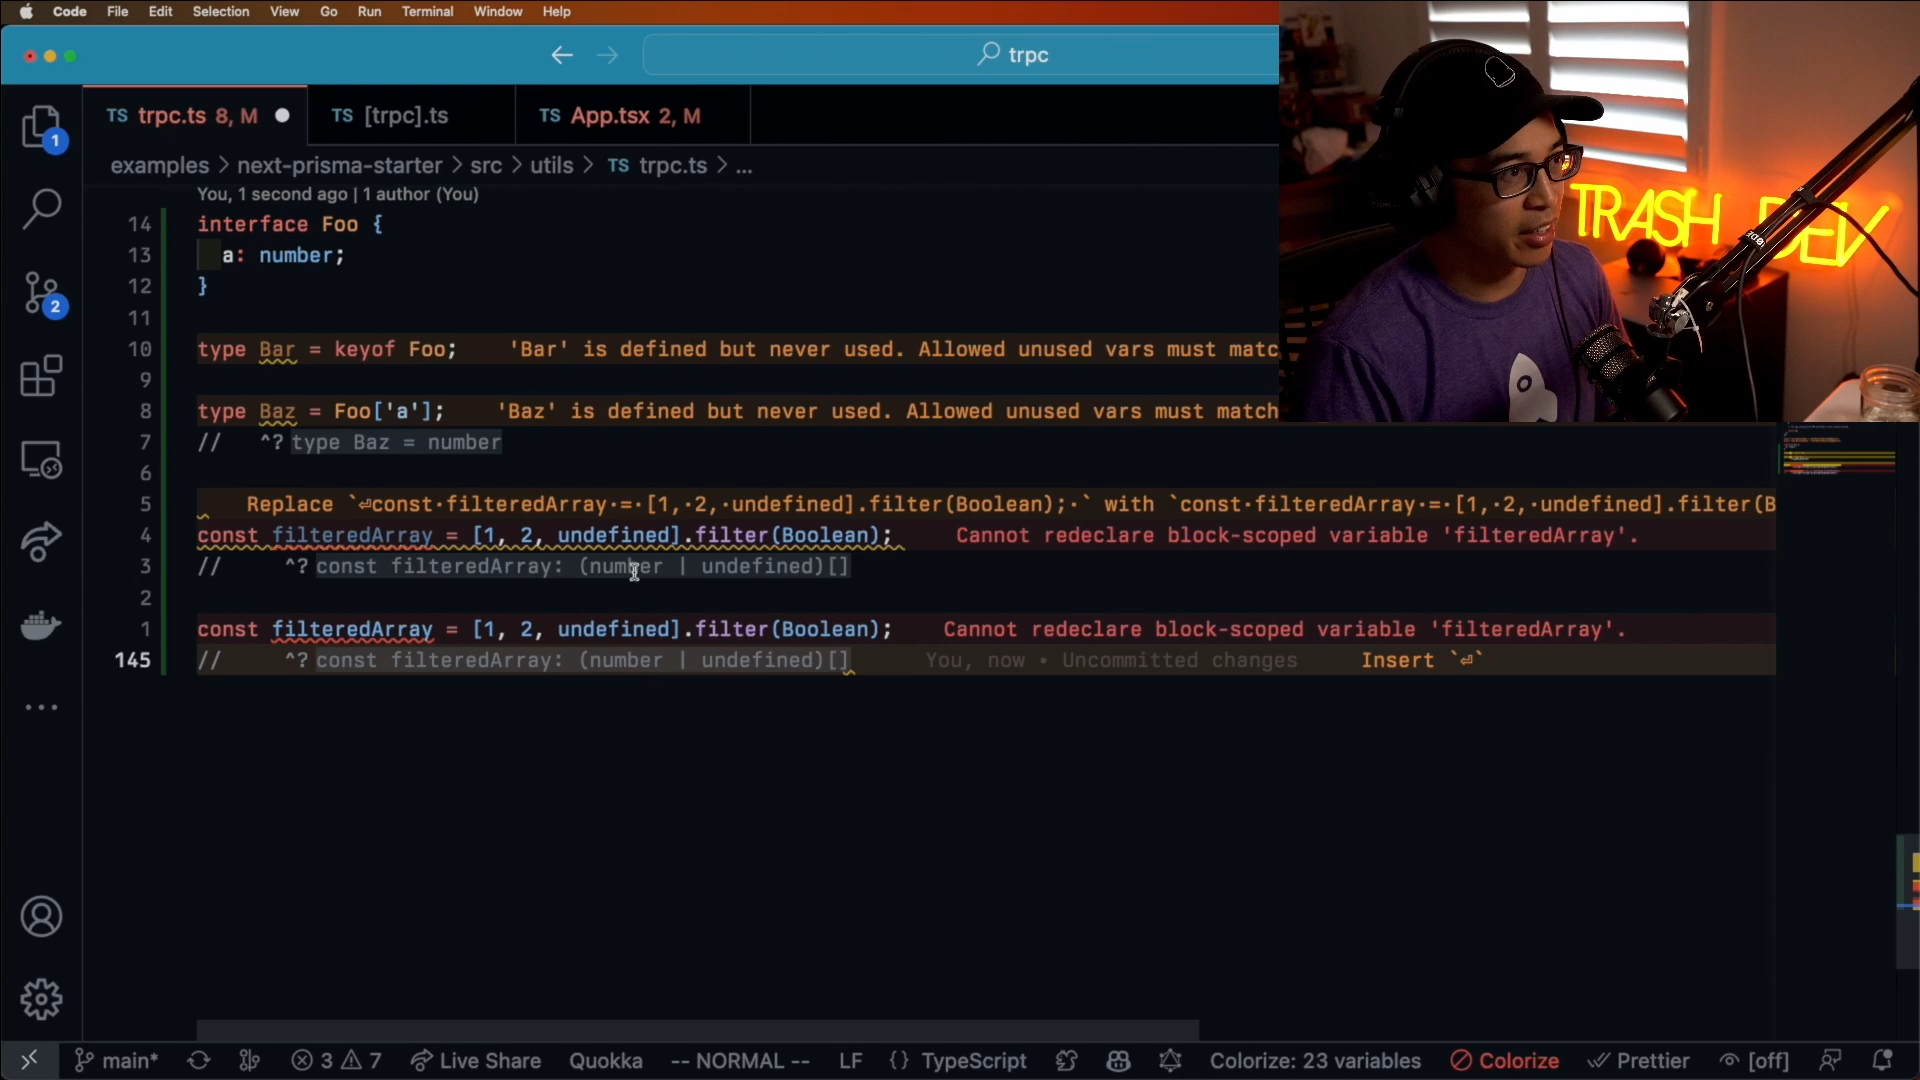 Code File Edit Selection View Go Run Terminal Window Help
trpc
TS trpc.ts 8, M
TS [trpc].ts
TS App.tsx 2, M
1
examples > next-prisma-starter > src > utils > TS trpc.ts > ...
You, 1 second ago | 1 author (You)
14 interface Foo {
13 a: number;
12 }
11
10 type Bar = keyof Foo; 'Bar' is defined but never used. Allowed unused vars must matc
9
8 type Baz = Foo['a']; 'Baz' is defined but never used. Allowed unused vars must match
7 // ^? type Baz = number
6
5 Replace `⏎const·filteredArray·=·[1,·2,·undefined].filter(Boolean);·` with `const·filteredArray·=·[1,·2,·undefined].filter(B
4 const filteredArray = [1, 2, undefined].filter(Boolean); Cannot redeclare block-scoped variable 'filteredArray'.
3 // ^? const filteredArray: (number | undefined)[]
2
1 const filteredArray = [1, 2, undefined].filter(Boolean); Cannot redeclare block-scoped variable 'filteredArray'.
145 // ^? const filteredArray: (number | undefined)[] You, now • Uncommitted changes Insert `⏎`
2
TRASH DEV
RODE
main* 3 7 Live Share Quokka -- NORMAL -- LF {} TypeScript Colorize: 23 variables Colorize Prettier [off]